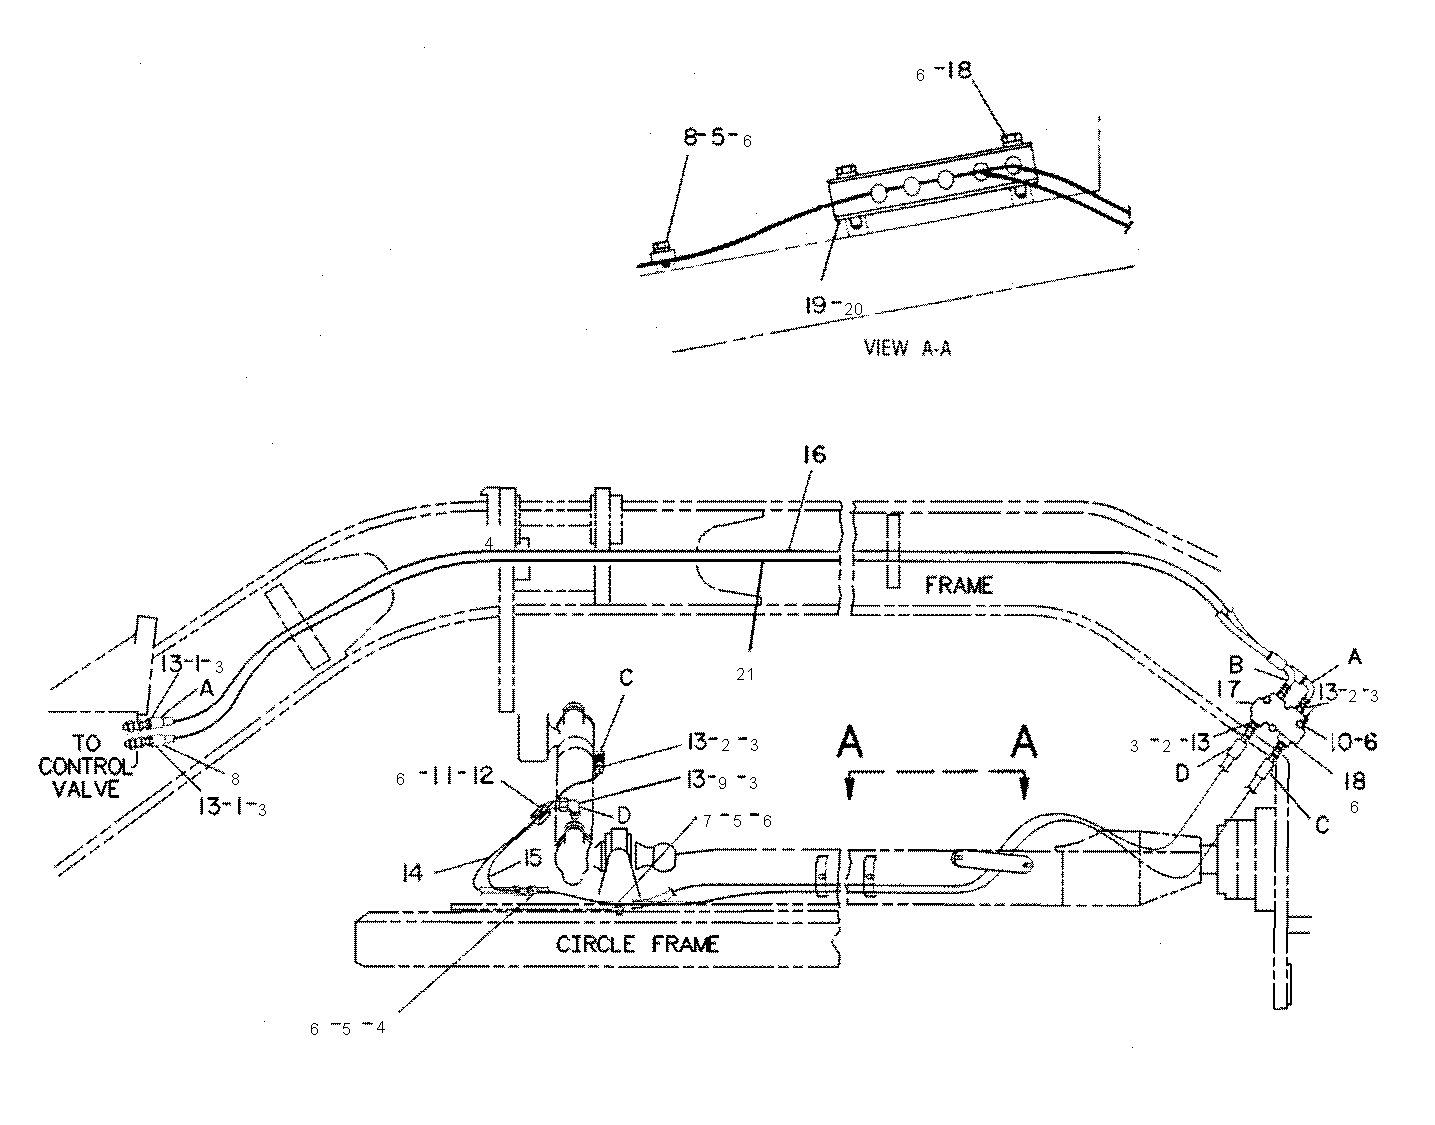 6 -18
8-5-6
19-20
VIEW A-A
16
4
FRAME
21
13-1-3
A
TO
CONTROL
VALVE
8
13-1-3
C
13-2-3
6 -11-12
13-9-3
D
7 -5 -6
14
15
A A
B
A
17
13-2-3
3 -2-13
10-6
D
18
6
C
CIRCLE FRAME
6 -5 -4